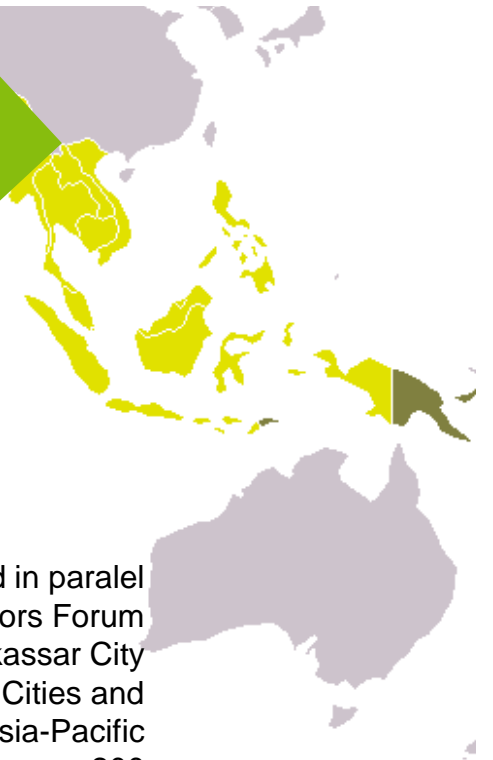 d in paralel
ors Forum
kassar City
Cities and
sia-Pacific